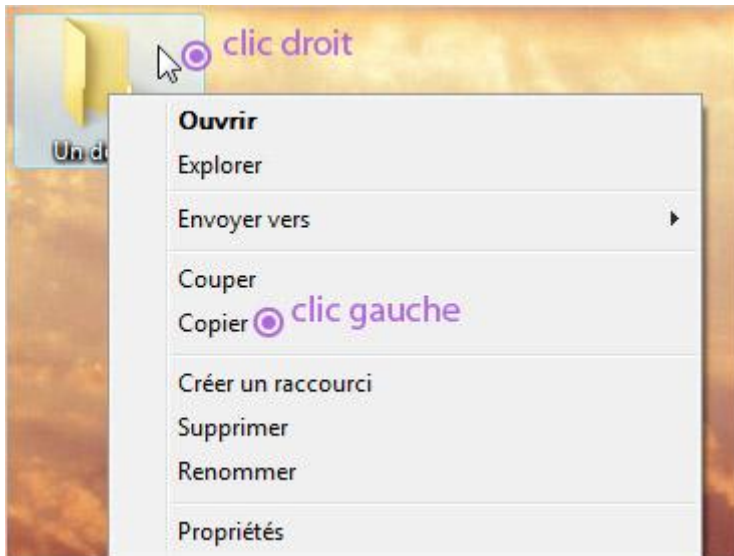 clic droit
Un d
Ouvrir
Explorer
Envoyer vers
Couper
Copier
clic gauche
Créer un raccourci
Supprimer
Renommer
Propriétés